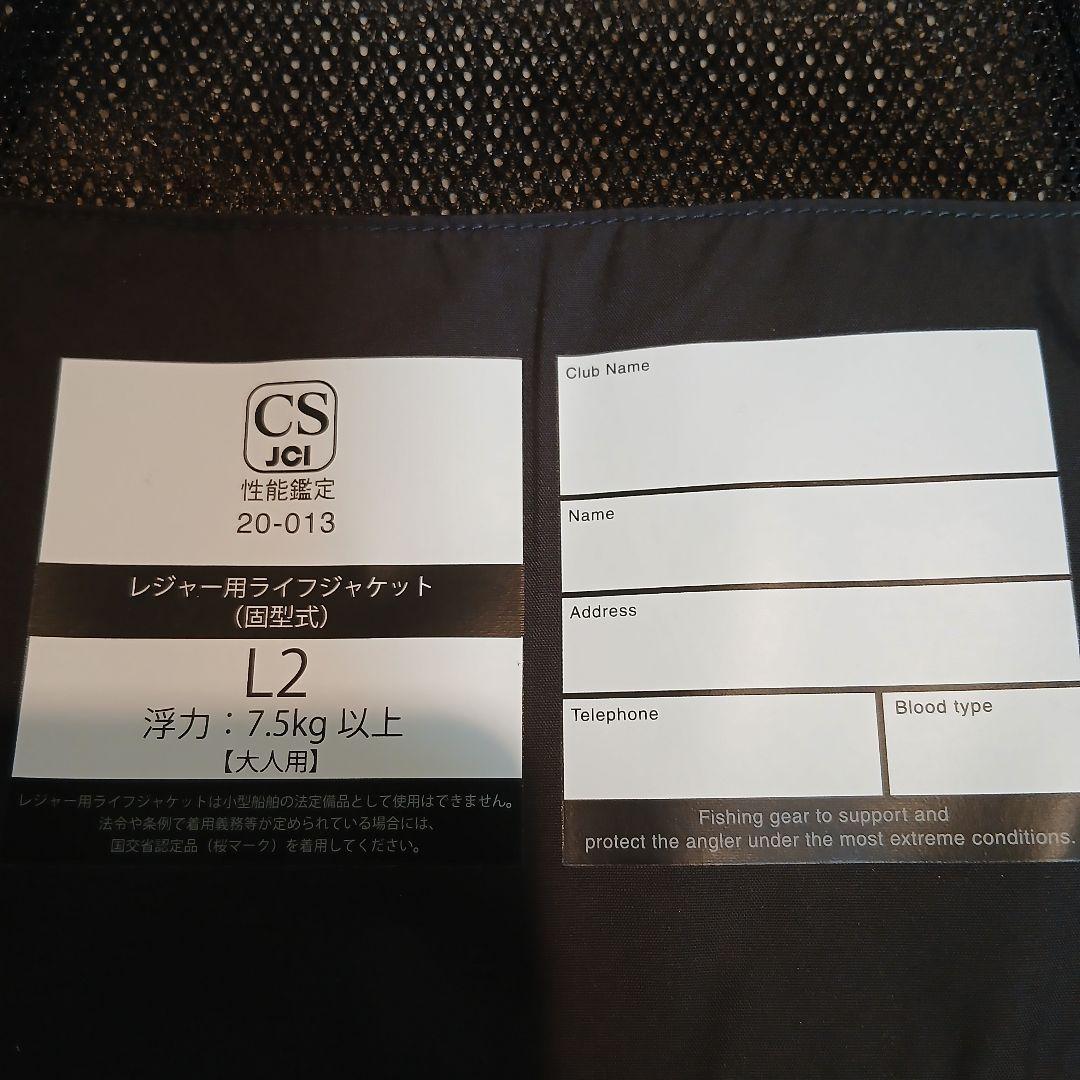 CS
JCI
性能鑑定
20-013
レジャー用ライフジャケット
（固型式）
L2
浮力：7.5kg 以上
【大人用】
レジャー用ライフジャケットは小型船舶の法定備品として使用はできません。
法令や条例で着用義務等が定められている場合には、
国交省認定品（桜マーク）を着用してください。
Club Name
Name
Address
Telephone
Blood type
Fishing gear to support and
protect the angler under the most extreme conditions.